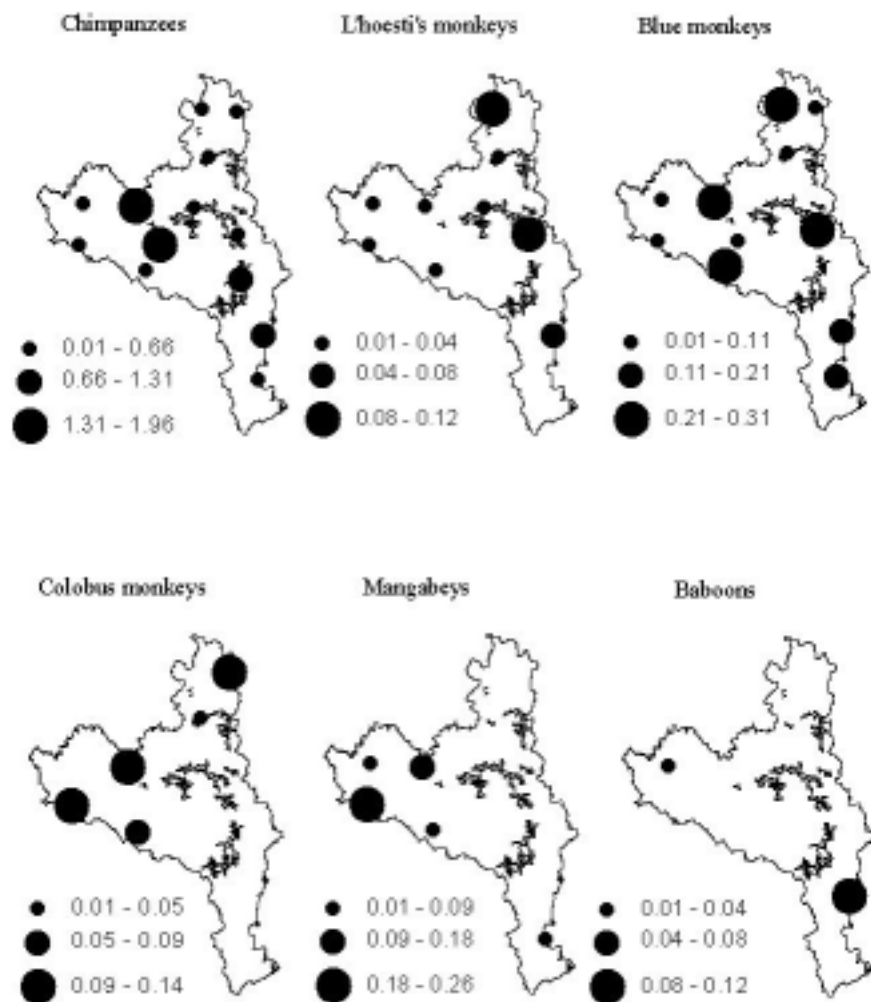 Chimpanzees L'hoesti's monkeys Blue monkeys
0.01 - 0.66 0.01 - 0.04 0.01 - 0.11
0.66 - 1.31 0.04 - 0.08 0.11 - 0.21
1.31 - 1.96 0.08 - 0.12 0.21 - 0.31
Colobus monkeys Mangabeys Baboons
0.01 - 0.05 0.01 - 0.09 0.01 - 0.04
0.05 - 0.09 0.09 - 0.18 0.04 - 0.08
0.09 - 0.14 0.18 - 0.26 0.08 - 0.12